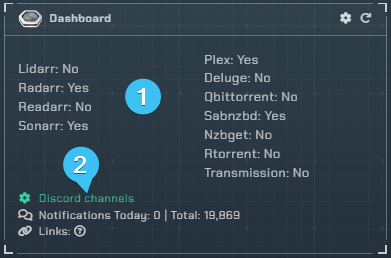 Dashboard
Lidarr: No
Radarr: Yes
Readarr: No
Sonarr: Yes
1
Plex: Yes
Deluge: No
Qbittorrent: No
Sabnzbd: Yes
Nzbget: No
Rtorrent: No
Transmission: No
2
Discord channels
Notifications Today: 0 | Total: 19,869
Links: ?